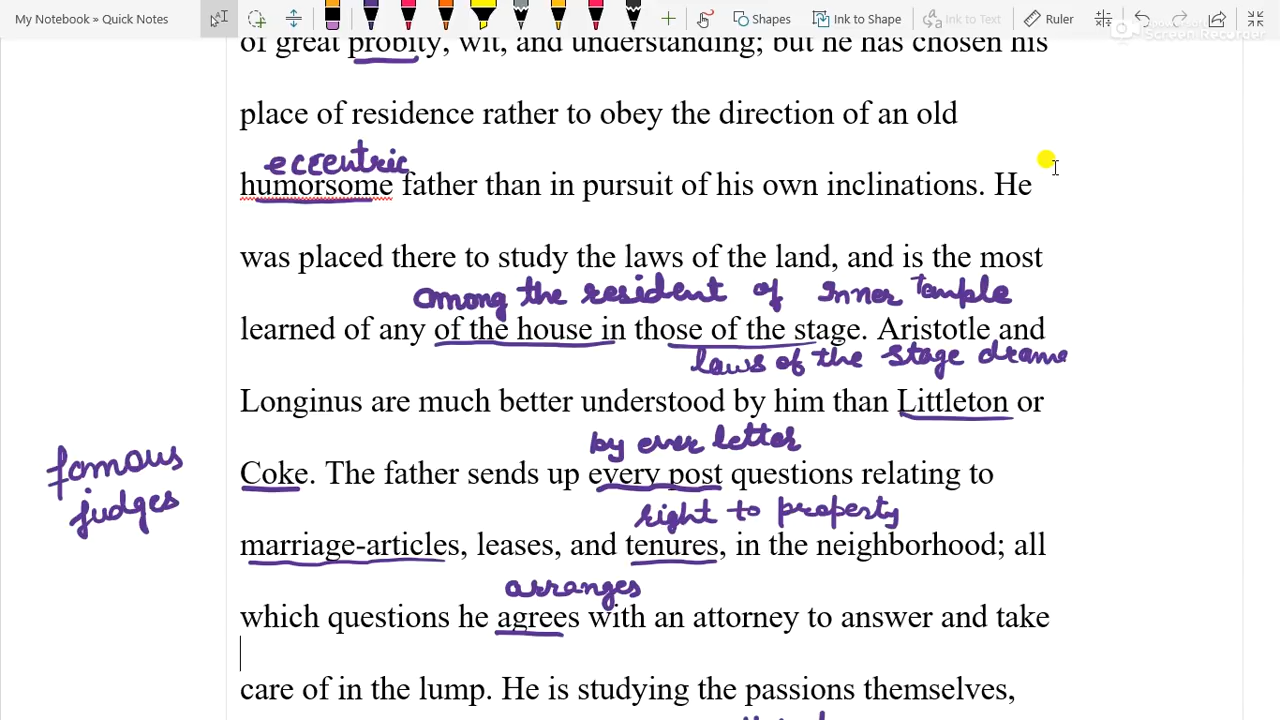 My Notebook » Quick Notes
Shapes
Ink to Shape
Ink to Text
Ruler
Screen Recorder
of great probity, wit, and understanding; but he has chosen his
place of residence rather to obey the direction of an old
eccentric
humorsome father than in pursuit of his own inclinations. He
was placed there to study the laws of the land, and is the most
among the resident of Inner Temple
learned of any of the house in those of the stage. Aristotle and
laws of the stage drama
Longinus are much better understood by him than Littleton or
by ever letter
famous
judges
Coke. The father sends up every post questions relating to
right to property
marriage-articles, leases, and tenures, in the neighborhood; all
arranges
which questions he agrees with an attorney to answer and take
care of in the lump. He is studying the passions themselves,